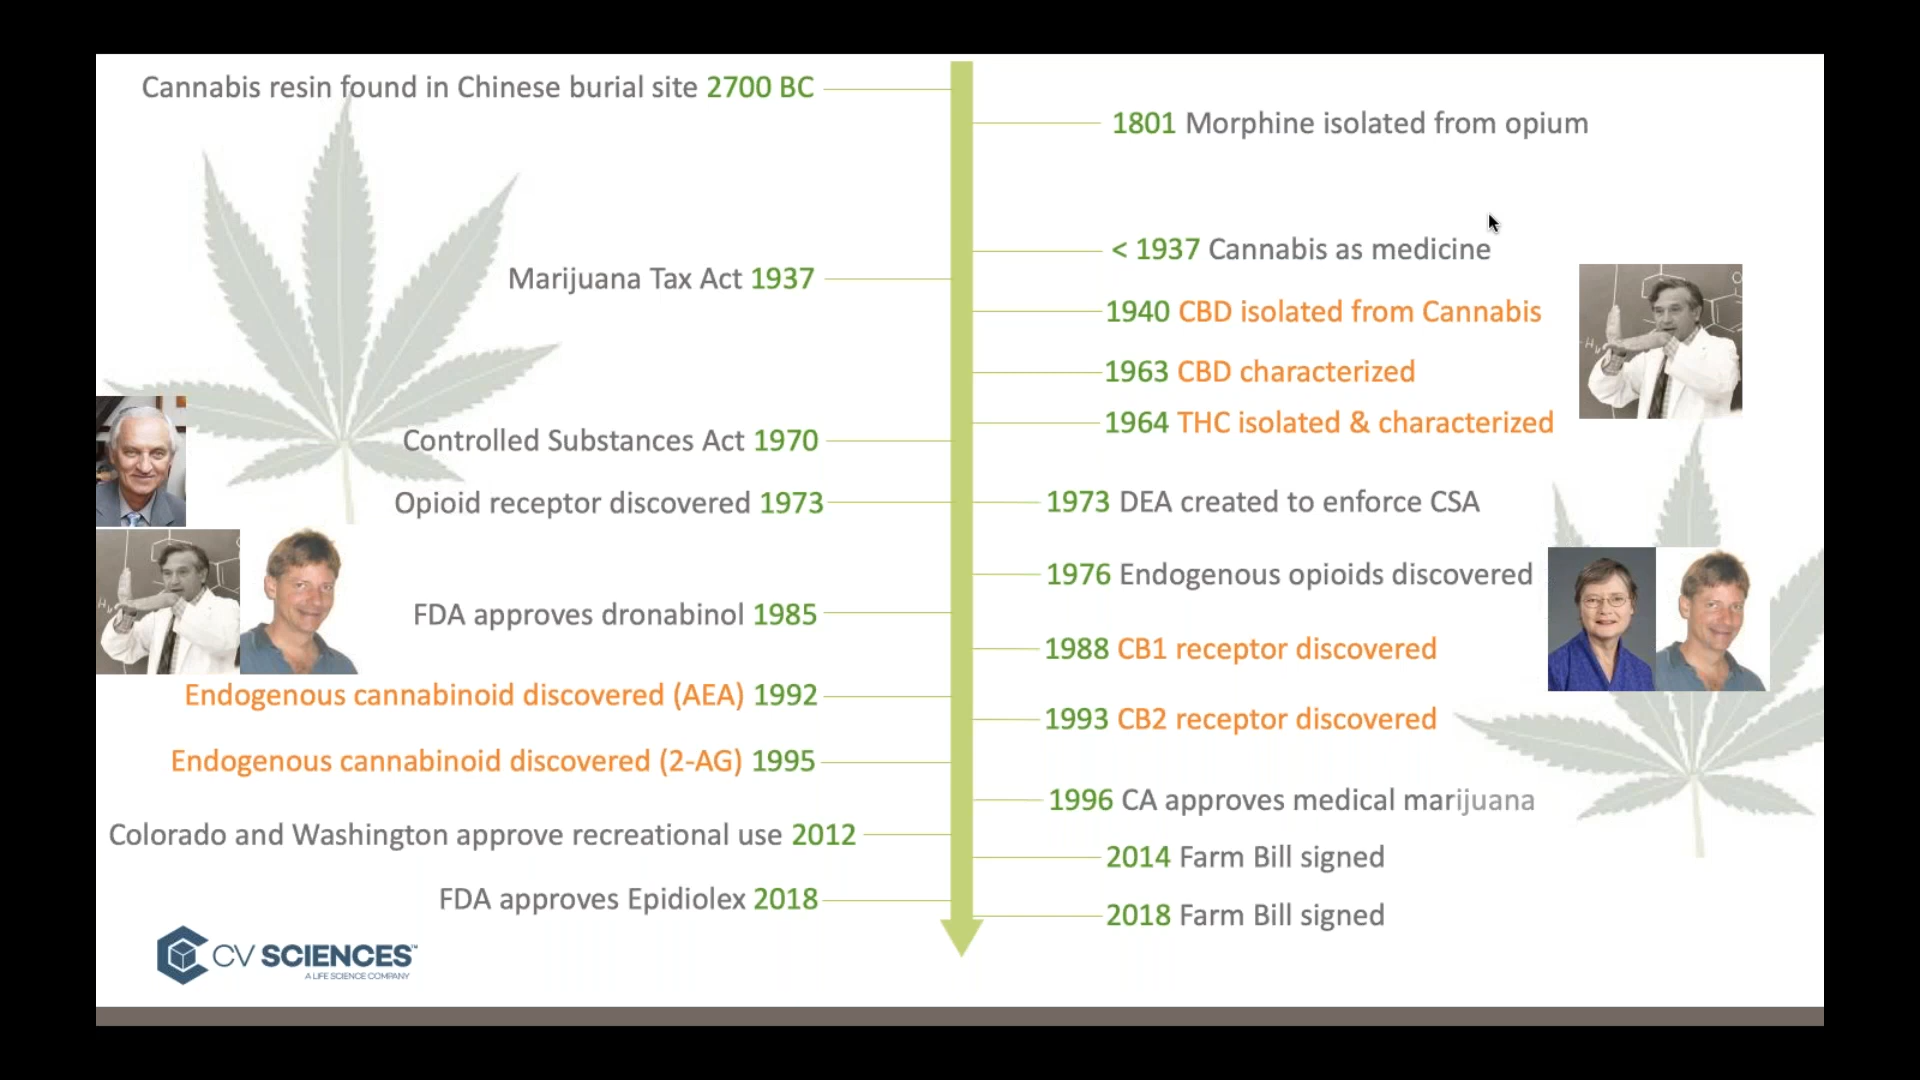 Cannabis resin found in Chinese burial site 2700 BC
1801 Morphine isolated from opium
< 1937 Cannabis as medicine
Marijuana Tax Act 1937
1940 CBD isolated from Cannabis
1963 CBD characterized
1964 THC isolated & characterized
Controlled Substances Act 1970
Opioid receptor discovered 1973
1973 DEA created to enforce CSA
1976 Endogenous opioids discovered
FDA approves dronabinol 1985
1988 CB1 receptor discovered
Endogenous cannabinoid discovered (AEA) 1992
1993 CB2 receptor discovered
Endogenous cannabinoid discovered (2-AG) 1995
1996 CA approves medical marijuana
Colorado and Washington approve recreational use 2012
2014 Farm Bill signed
FDA approves Epidiolex 2018
2018 Farm Bill signed
CV SCIENCES™
A LIFE SCIENCE COMPANY